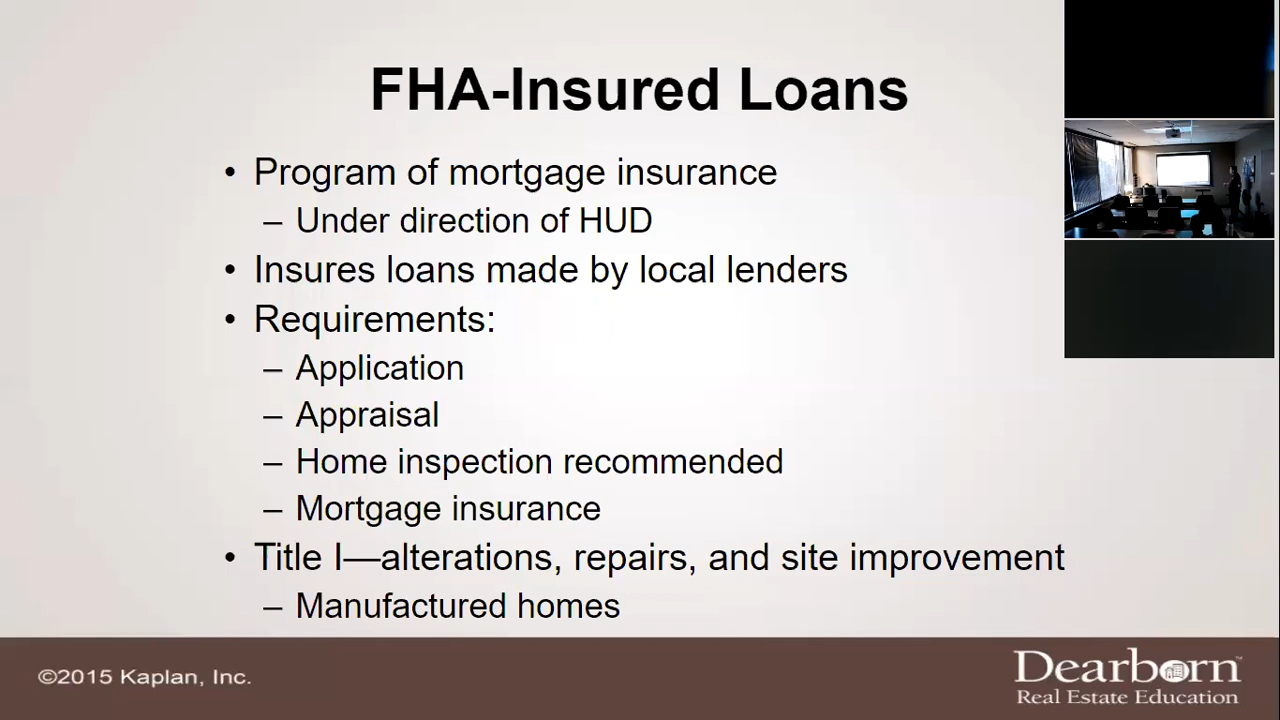 FHA-Insured Loans
• Program of mortgage insurance
– Under direction of HUD
• Insures loans made by local lenders
• Requirements:
– Application
– Appraisal
– Home inspection recommended
– Mortgage insurance
• Title I—alterations, repairs, and site improvement
– Manufactured homes
©2015 Kaplan, Inc.
Dearborn™
Real Estate Education